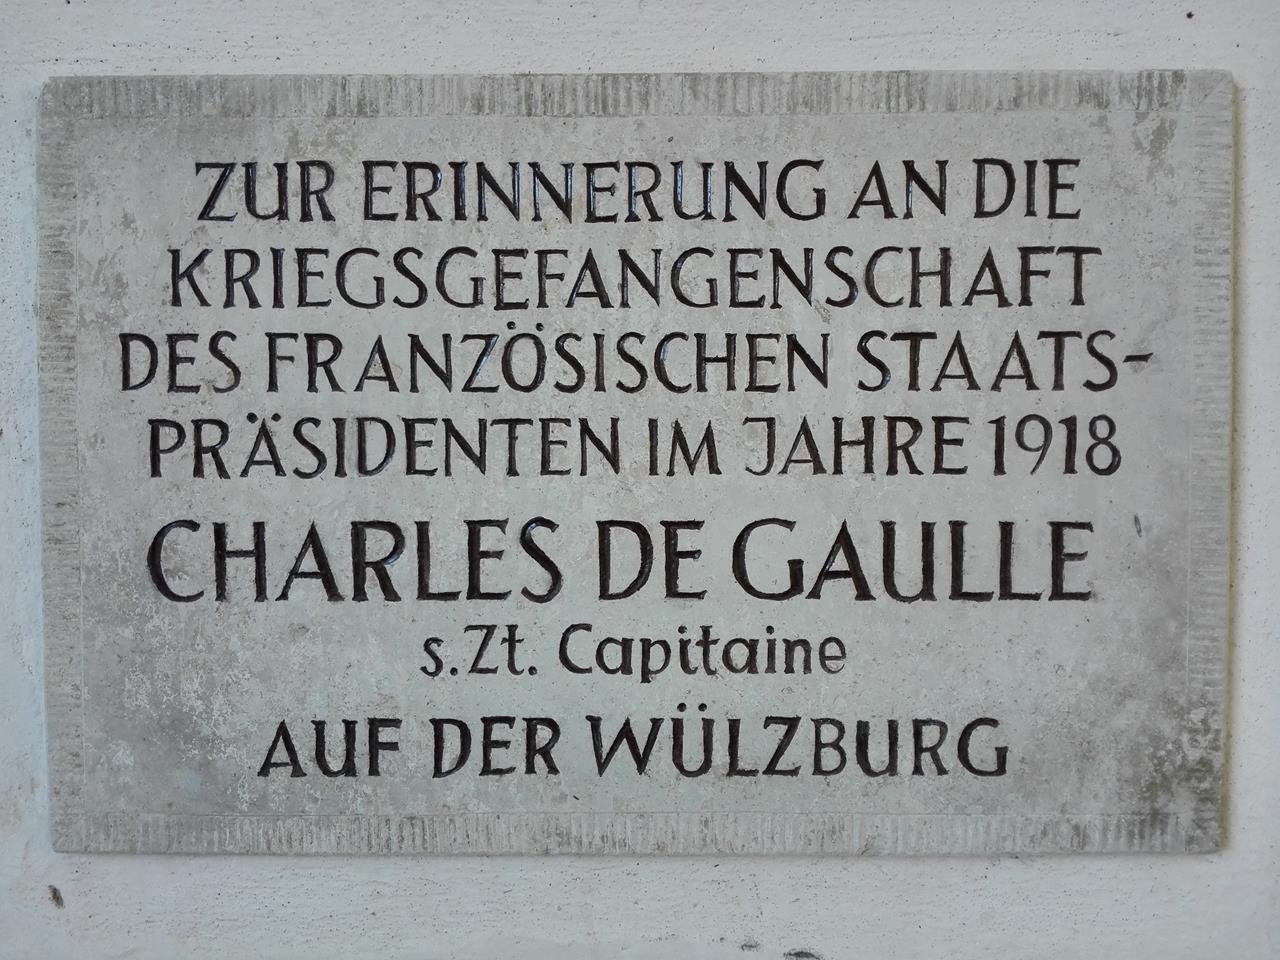 ZUR ERINNERUNG AN DIE
KRIEGSGEFANGENSCHAFT
DES FRANZÖSISCHEN STAATS-
PRÄSIDENTEN IM JAHRE 1918
CHARLES DE GAULLE
s.Zt. Capitaine
AUF DER WÜLZBURG